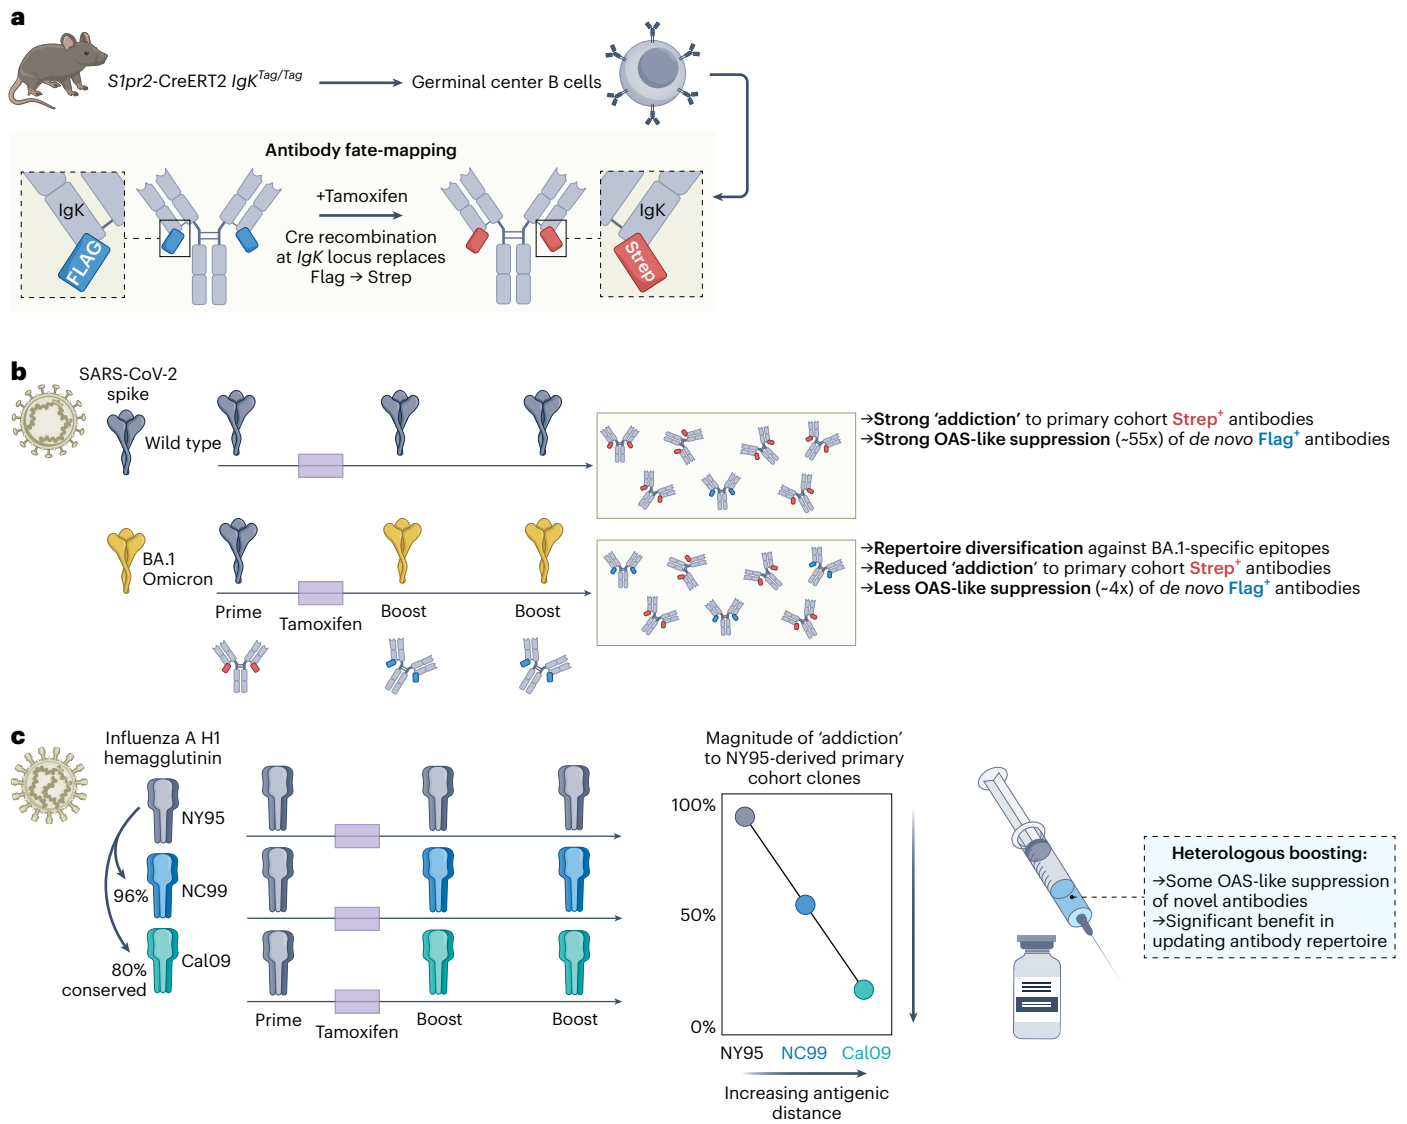 a
S1pr2-CreERT2 IgK^Tag/Tag
Germinal center B cells
Antibody fate-mapping
IgK
FLAG
+Tamoxifen
Cre recombination
at IgK locus replaces
Flag → Strep
IgK
Strep
b
SARS-CoV-2
spike
Wild type
→Strong ‘addiction’ to primary cohort Strep⁺ antibodies
→Strong OAS-like suppression (~55x) of de novo Flag⁺ antibodies
BA.1
Omicron
Prime
Tamoxifen
Boost
Boost
→Repertoire diversification against BA.1-specific epitopes
→Reduced ‘addiction’ to primary cohort Strep⁺ antibodies
→Less OAS-like suppression (~4x) of de novo Flag⁺ antibodies
c
Influenza A H1
hemagglutinin
NY95
96%
NC99
80%
conserved
Cal09
Prime
Tamoxifen
Boost
Boost
Magnitude of ‘addiction’
to NY95-derived primary
cohort clones
100%
50%
0%
NY95 NC99 Cal09
Increasing antigenic
distance
Heterologous boosting:
→Some OAS-like suppression
of novel antibodies
→Significant benefit in
updating antibody repertoire